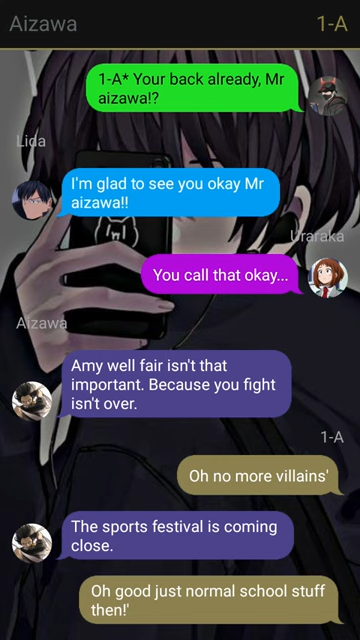 Aizawa
1-A
1-A* Your back already, Mr
aizawa!?
Lida
I'm glad to see you okay Mr
aizawa!!
Uraraka
You call that okay...
Aizawa
Amy well fair isn't that
important. Because you fight
isn't over.
1-A
Oh no more villains'
The sports festival is coming
close.
Oh good just normal school stuff
then!'